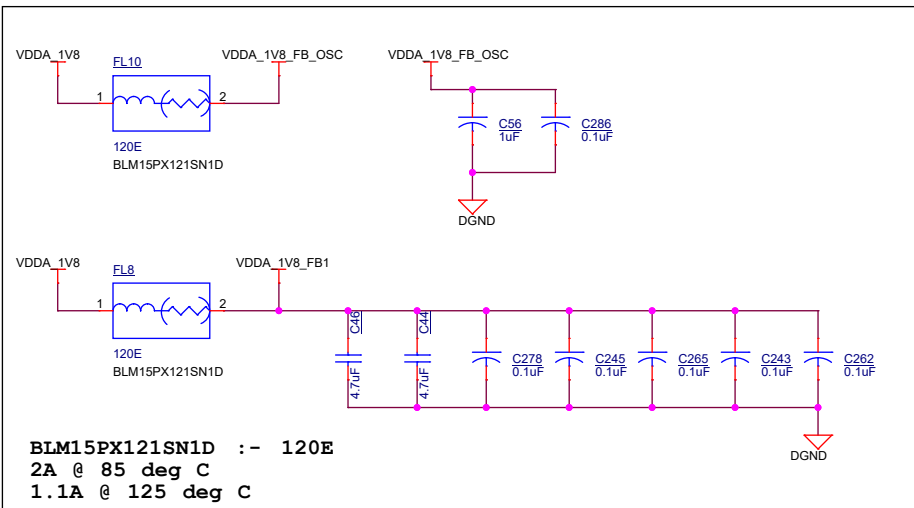 VDDA_1V8
FL10
VDDA_1V8_FB_OSC
1
2
120E
BLM15PX121SN1D
VDDA_1V8_FB_OSC
C56
1uF
C286
0.1uF
DGND
VDDA_1V8
FL8
VDDA_1V8_FB1
1
2
120E
BLM15PX121SN1D
C46
4.7uF
C44
4.7uF
C278
0.1uF
C245
0.1uF
C265
0.1uF
C243
0.1uF
C262
0.1uF
DGND
BLM15PX121SN1D :- 120E
2A @ 85 deg C
1.1A @ 125 deg C